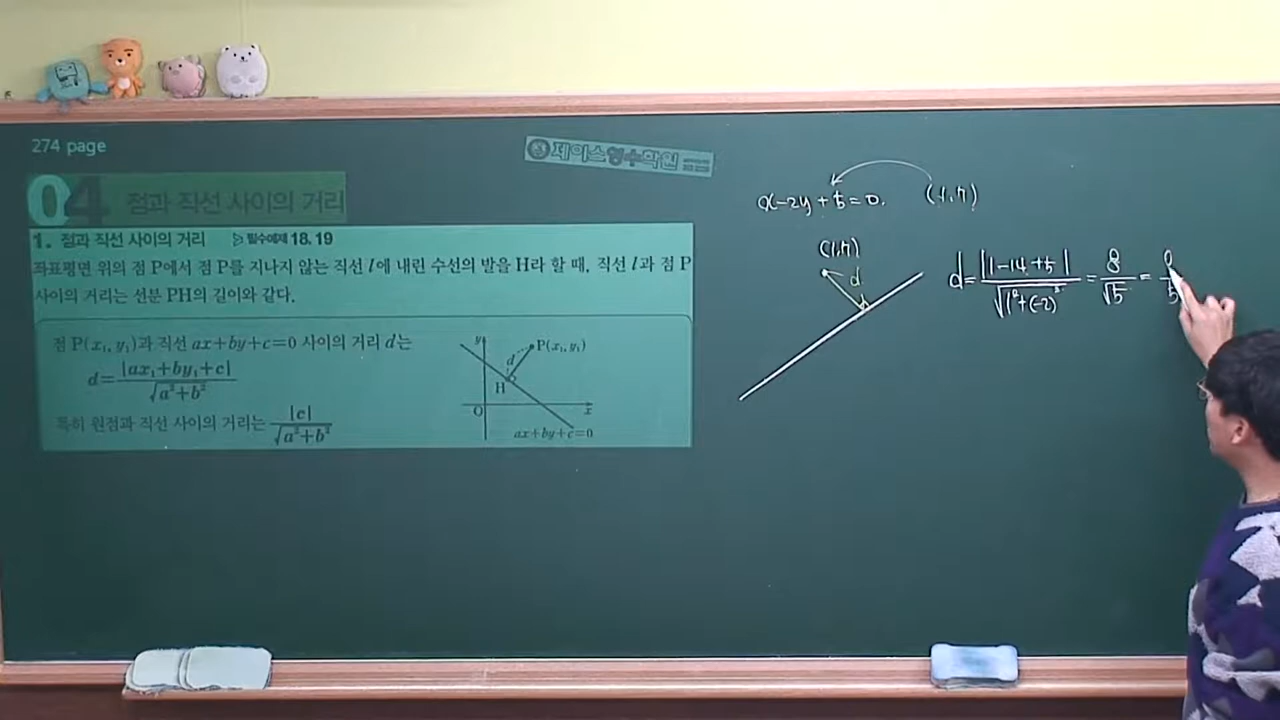 274 page
제이스형수학원
04 점과 직선 사이의 거리
1. 점과 직선 사이의 거리 ▷ 필수예제 18, 19
좌표평면 위의 점 P에서 점 P를 지나지 않는 직선 l에 내린 수선의 발을 H라 할 때, 직선 l과 점 P
사이의 거리는 선분 PH의 길이와 같다.
점 P(x₁, y₁)과 직선 ax+by+c=0 사이의 거리 d는
d=|ax₁+by₁+c|/√a²+b²
특히 원점과 직선 사이의 거리는 |c|/√a²+b²
y
P(x₁, y₁)
d
H
O
x
ax+by+c=0
x-2y+5=0.
(1,7)
(1,7)
d
d=|1-14+5|/√1²+(-2)² = 8/√5 =
5